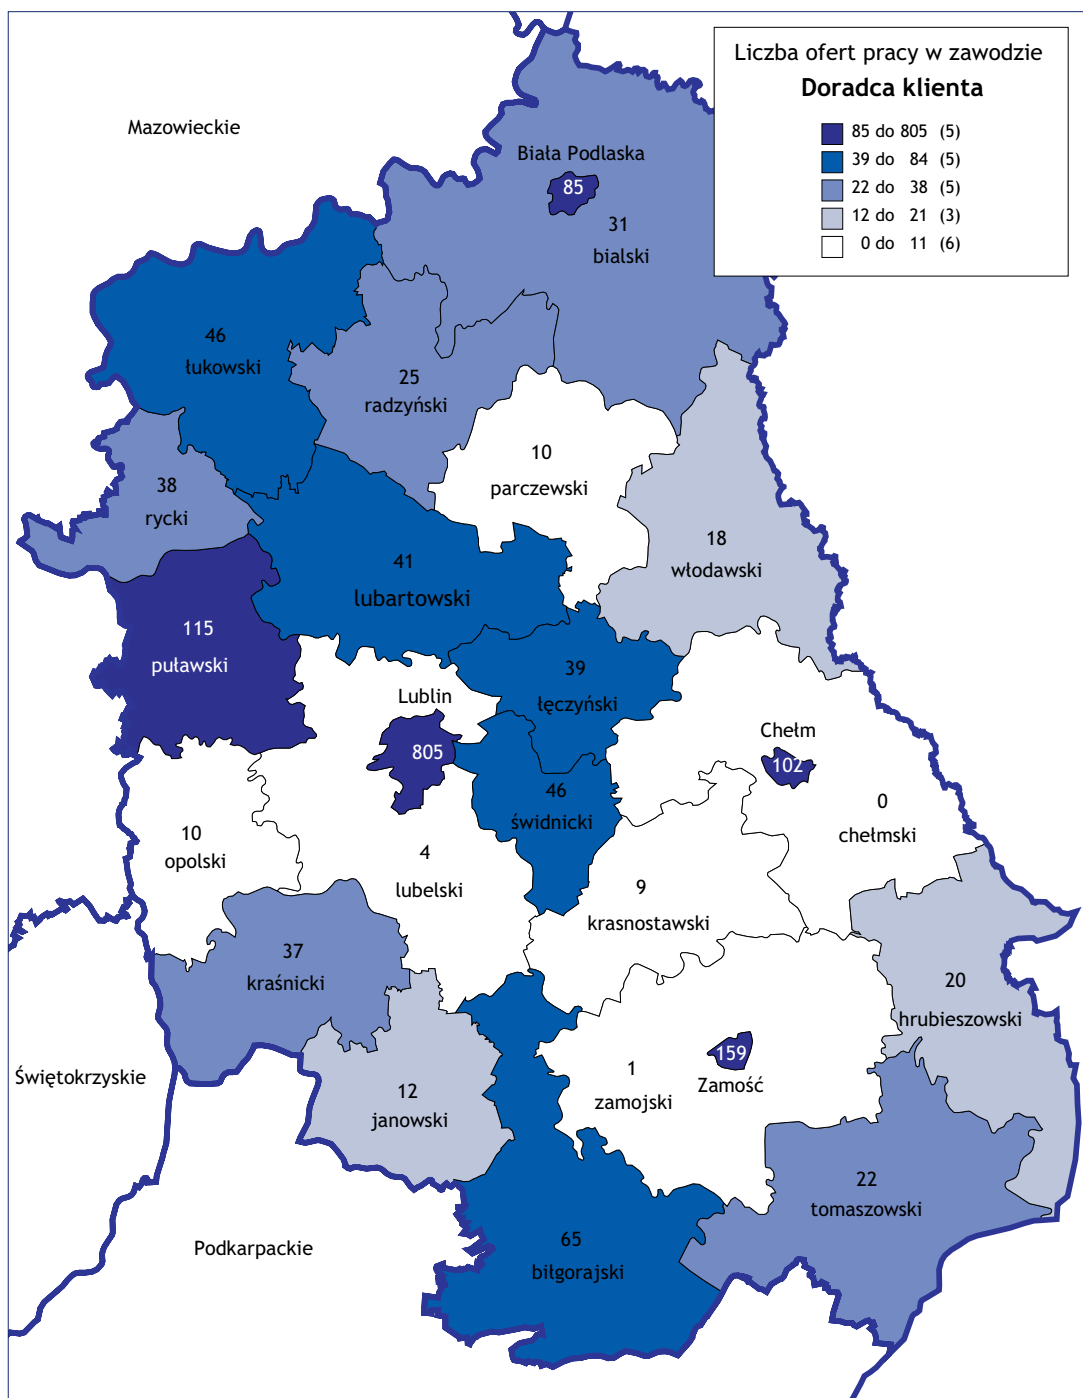 Liczba ofert pracy w zawodzie
Doradca klienta
85 do 805 (5)
39 do 84 (5)
22 do 38 (5)
12 do 21 (3)
0 do 11 (6)
Mazowieckie
Biała Podlaska
85
31
bialski
46
łukowski
25
radzyński
10
parczewski
38
rycki
18
włodawski
41
lubartowski
115
puławski
39
łęczyński
Lublin
805
Chełm
102
46
świdnicki
0
chełmski
10
opolski
4
lubelski
9
krasnostawski
37
kraśnicki
20
hrubieszowski
159
Zamość
1
zamojski
Świętokrzyskie
12
janowski
22
tomaszowski
Podkarpackie
65
biłgorajski